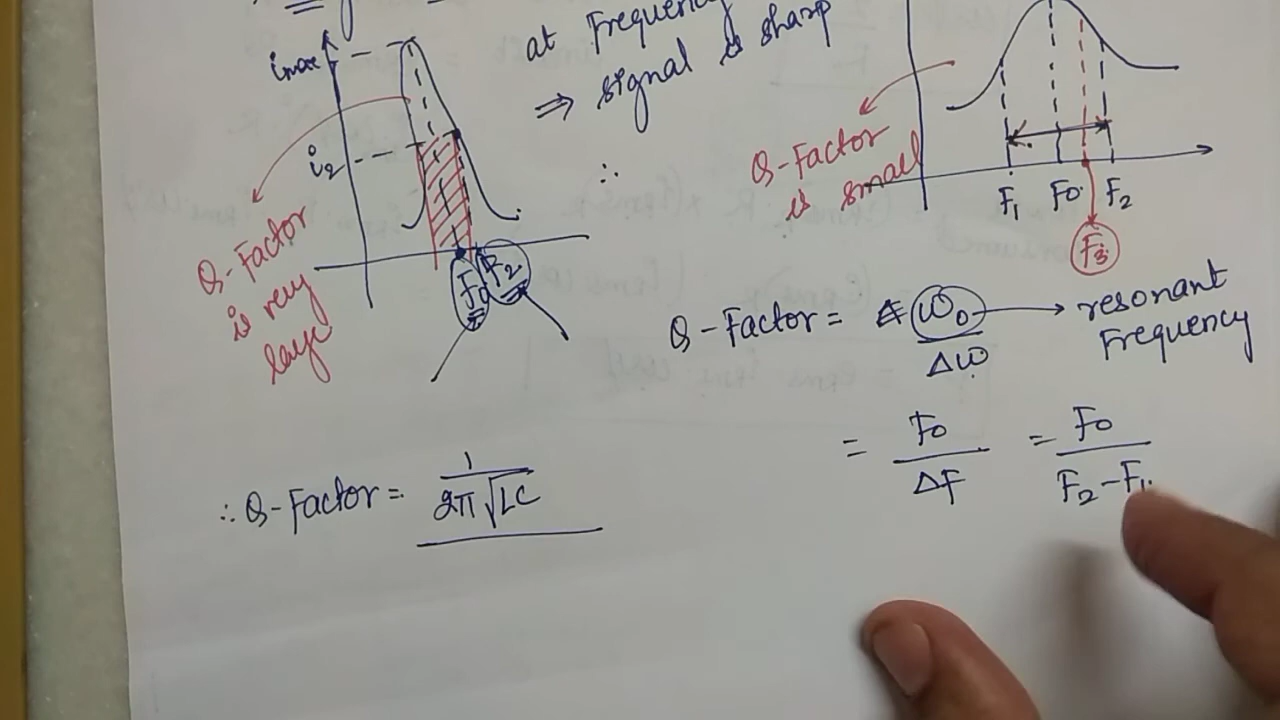 at Frequency
signal is sharp
⇒
imax
i2
Q-Factor
is very
large
F0
F2
∴
Q-Factor
is small
F1 F0 F2
F3
Q-Factor = ω0 → resonant
Frequency
Δω
= F0/ΔF = F0/F2-F1
∴ Q-Factor = 1/2π√LC